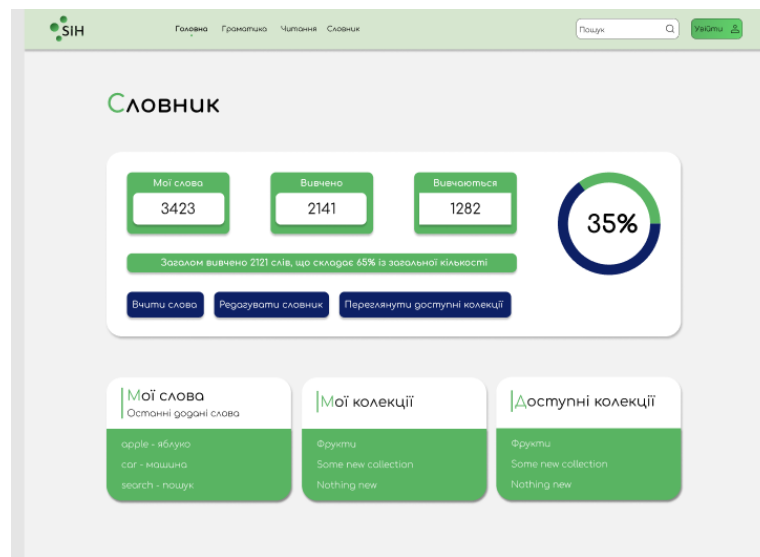 SIH
Головна Граматика Читання Словник
Пошук
Увійти
Словник
Мої слова
3423
Вивчено
2141
Вивчаються
1282
35%
Загалом вивчено 2121 слів, що складає 65% із загальної кількості
Вчити слова
Редагувати словник
Переглянути доступні колекції
Мої слова
Останні додані слова
apple - яблуко
car - машина
search - пошук
Мої колекції
Фрукти
Some new collection
Nothing new
Доступні колекції
Фрукти
Some new collection
Nothing new